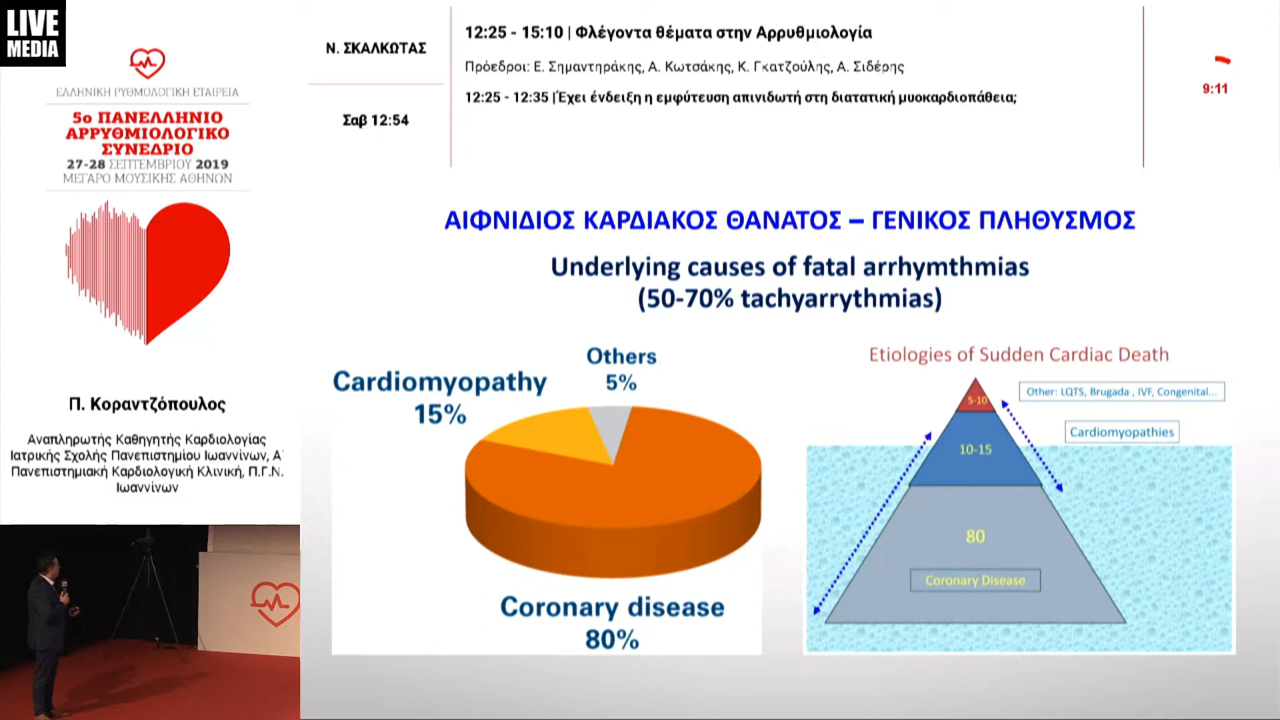 LIVE
MEDIA
ΕΛΛΗΝΙΚΗ ΡΥΘΜΟΛΟΓΙΚΗ ΕΤΑΙΡΕΙΑ
5ο ΠΑΝΕΛΛΗΝΙΟ
ΑΡΡΥΘΜΙΟΛΟΓΙΚΟ
ΣΥΝΕΔΡΙΟ
27-28 ΣΕΠΤΕΜΒΡΙΟΥ 2019
ΜΕΓΑΡΟ ΜΟΥΣΙΚΗΣ ΑΘΗΝΩΝ
Π. Κοραντζόπουλος
Αναπληρωτής Καθηγητής Καρδιολογίας
Ιατρικής Σχολής Πανεπιστημίου Ιωαννίνων, Α΄
Πανεπιστημιακή Καρδιολογική Κλινική, Π.Γ.Ν.
Ιωαννίνων
Ν. ΣΚΑΛΚΩΤΑΣ
Σαβ 12:54
12:25 - 15:10 | Φλέγοντα θέματα στην Αρρυθμιολογία
Πρόεδροι: Ε. Σημαντηράκης, Α. Κωτσάκης, Κ. Γκατζούλης, Α. Σιδέρης
12:25 - 12:35 |Έχει ένδειξη η εμφύτευση απινιδωτή στη διατατική μυοκαρδιοπάθεια;
9:11
ΑΙΦΝΙΔΙΟΣ ΚΑΡΔΙΑΚΟΣ ΘΑΝΑΤΟΣ – ΓΕΝΙΚΟΣ ΠΛΗΘΥΣΜΟΣ
Underlying causes of fatal arrhymthmias
(50-70% tachyarrythmias)
Others
5%
Cardiomyopathy
15%
Coronary disease
80%
Etiologies of Sudden Cardiac Death
5-10
Other: LQTS, Brugada , IVF, Congenital...
Cardiomyopathies
10-15
80
Coronary Disease